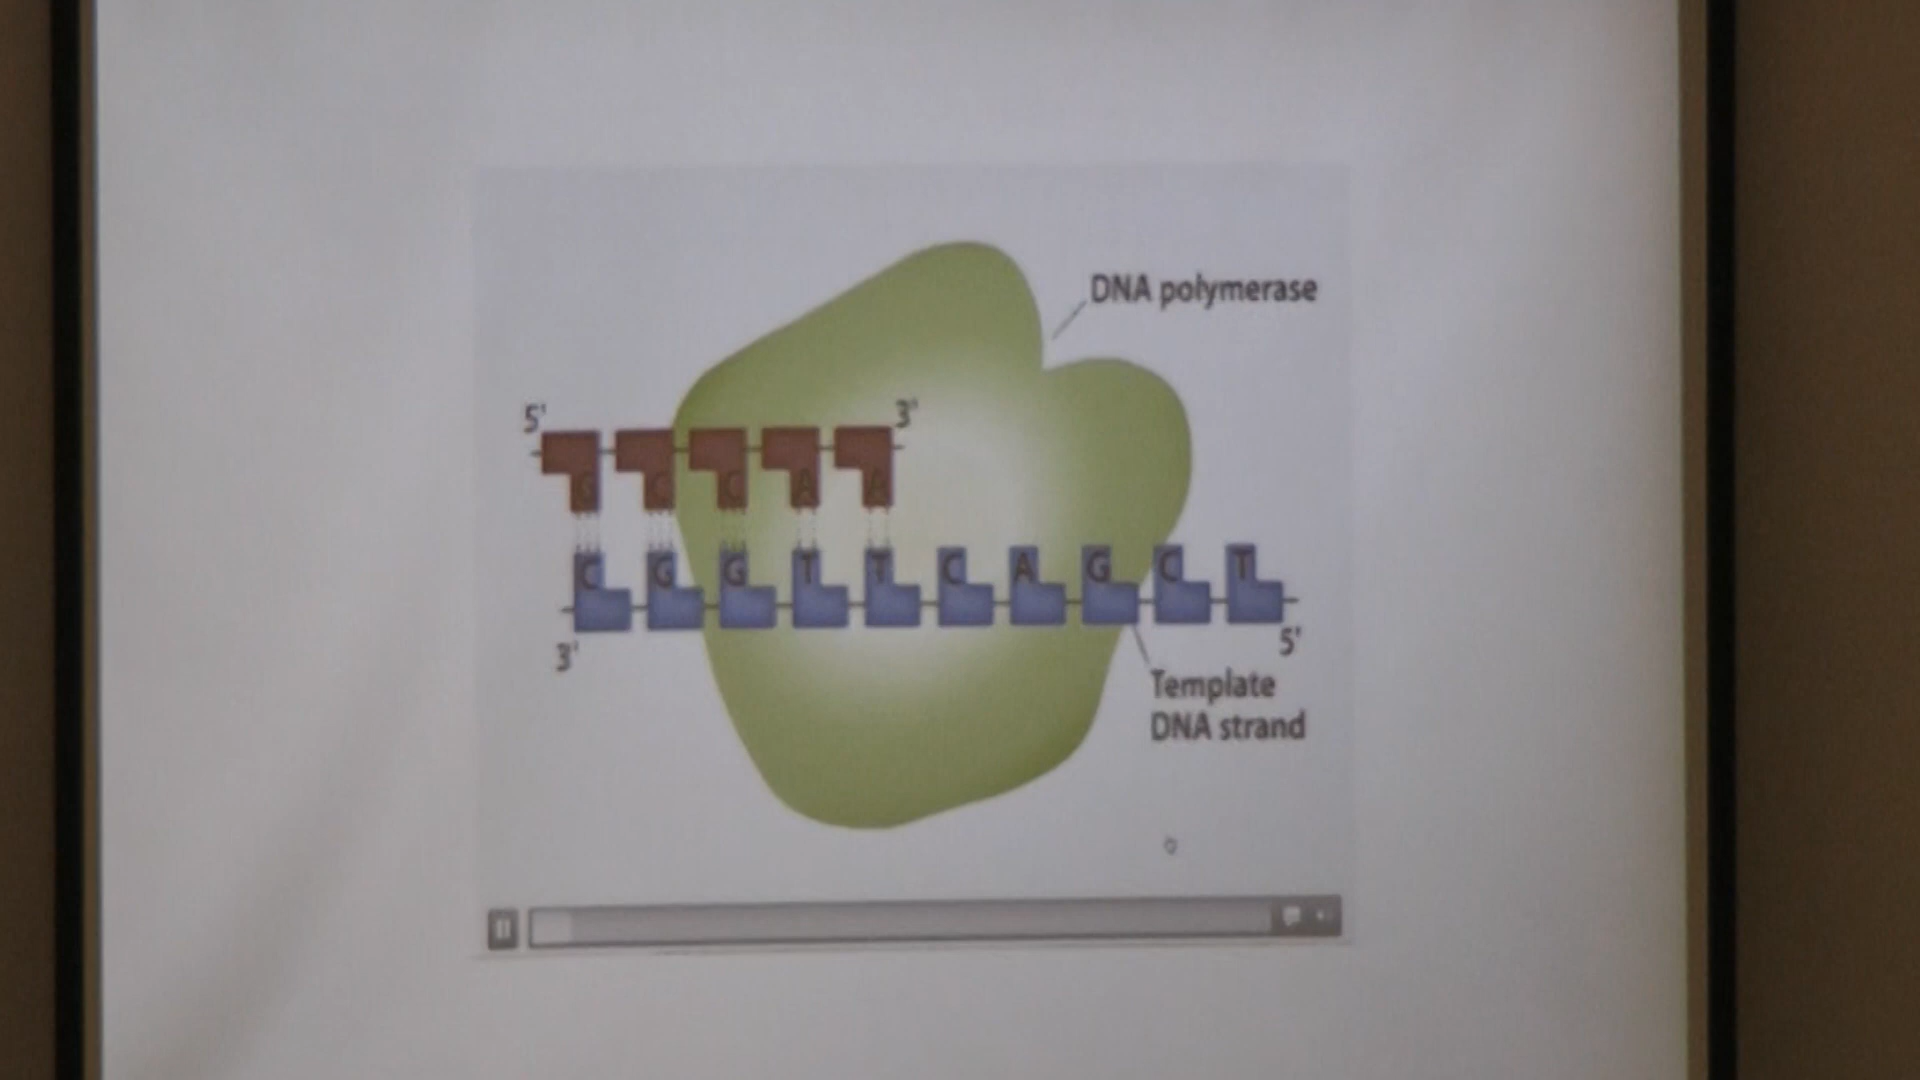 DNA polymerase
5' 3'
G C C A A
C G G T T C A G C T
3' 5'
Template
DNA strand